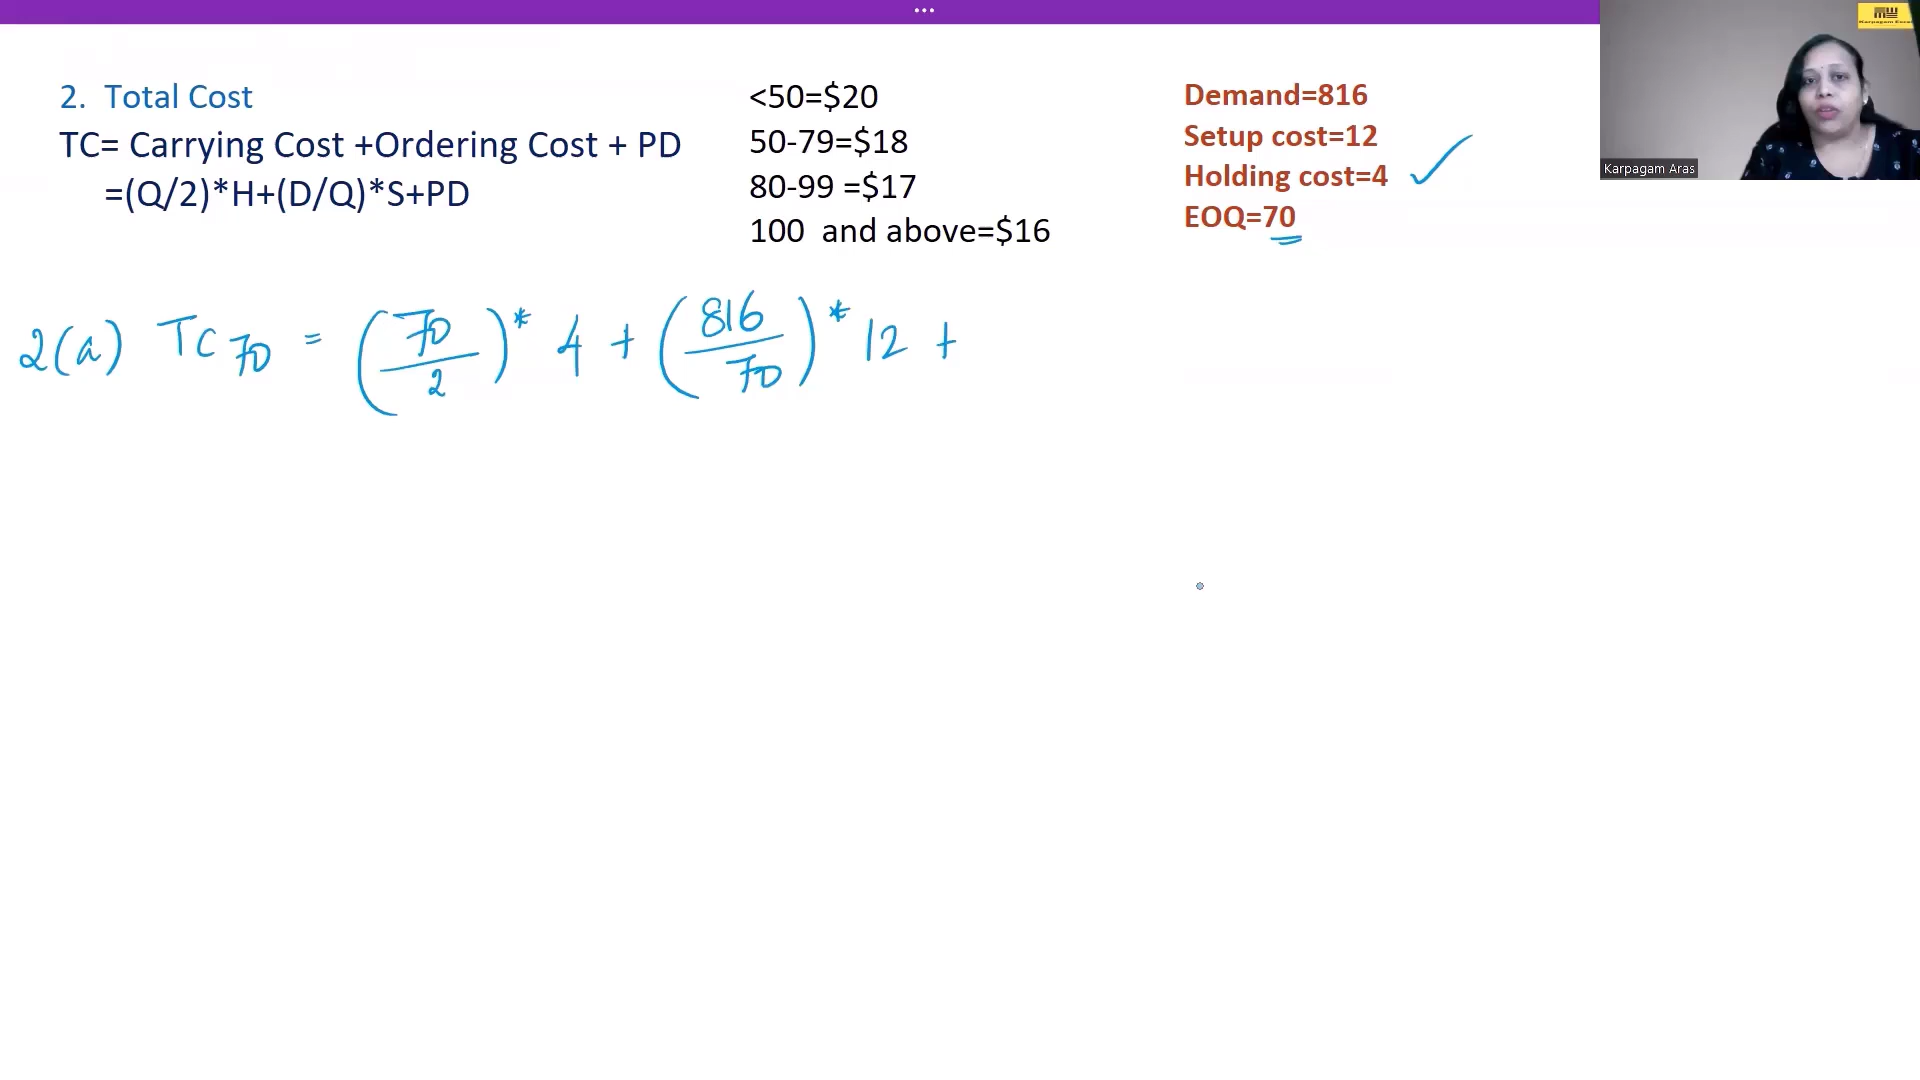 •••
2. Total Cost
TC= Carrying Cost +Ordering Cost + PD
=(Q/2)*H+(D/Q)*S+PD
<50=$20
50-79=$18
80-99 =$17
100 and above=$16
Demand=816
Setup cost=12
Holding cost=4
EOQ=70
Karpagam Aras
2(a) TC70 = (70/2)* 4 + (816/70)* 12 +